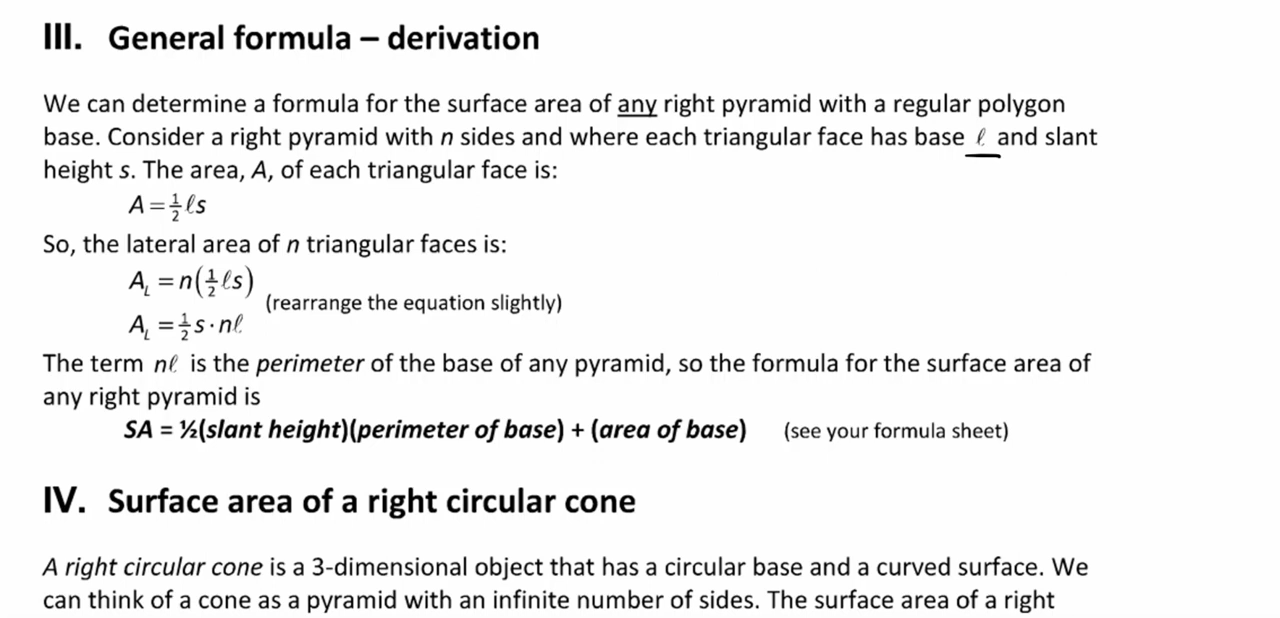 III. General formula – derivation
We can determine a formula for the surface area of any right pyramid with a regular polygon
base. Consider a right pyramid with n sides and where each triangular face has base ℓ and slant
height s. The area, A, of each triangular face is:
A = ½ℓs
So, the lateral area of n triangular faces is:
A_L = n(½ℓs)
(rearrange the equation slightly)
A_L = ½s·nℓ
The term nℓ is the perimeter of the base of any pyramid, so the formula for the surface area of
any right pyramid is
SA = ½(slant height)(perimeter of base) + (area of base) (see your formula sheet)
IV. Surface area of a right circular cone
A right circular cone is a 3-dimensional object that has a circular base and a curved surface. We
can think of a cone as a pyramid with an infinite number of sides. The surface area of a right